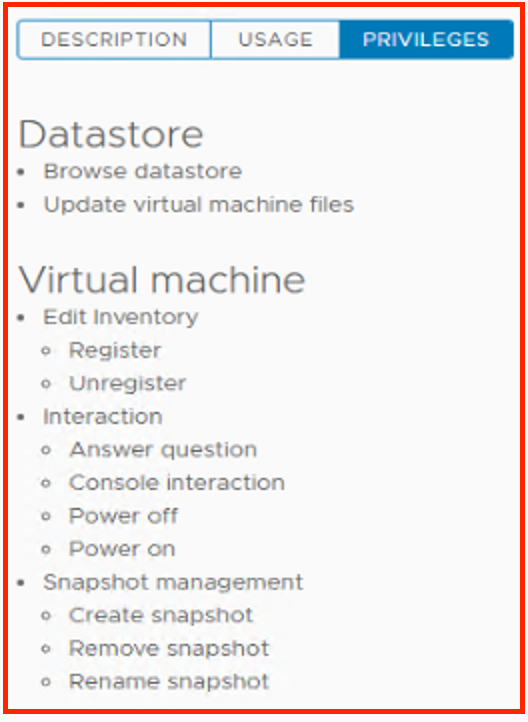 DESCRIPTION USAGE PRIVILEGES
Datastore
• Browse datastore
• Update virtual machine files
Virtual machine
• Edit Inventory
◦ Register
◦ Unregister
• Interaction
◦ Answer question
◦ Console interaction
◦ Power off
◦ Power on
• Snapshot management
◦ Create snapshot
◦ Remove snapshot
◦ Rename snapshot